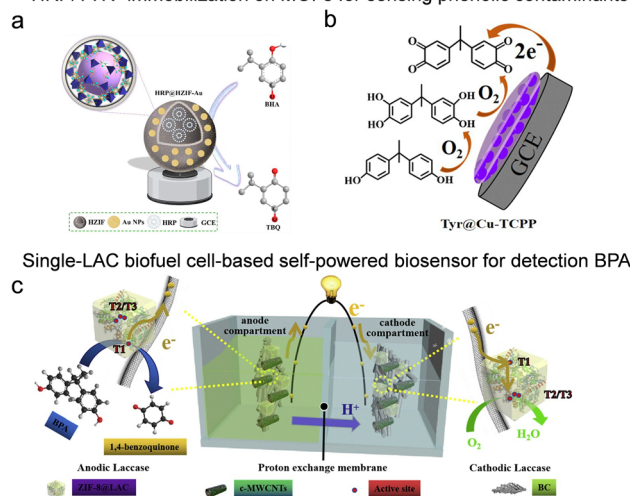 a
b
HRP@HZIF-Au
BHA
TBQ
HZIF Au NPs HRP GCE
2e-
O
O
O
O
O2
HO
HO
OH
OH
O2
HO
OH
GCE
Tyr@Cu-TCPP
Single-LAC biofuel cell-based self-powered biosensor for detection BPA
c
T2/T3
T1
e-
anode
compartment
e-
cathode
compartment
e-
T1
T2/T3
H+
O2
H2O
BPA
1,4-benzoquinone
Anodic Laccase
Proton exchange membrane
Cathodic Laccase
ZIF-8@LAC
c-MWCNTs
Active site
BC